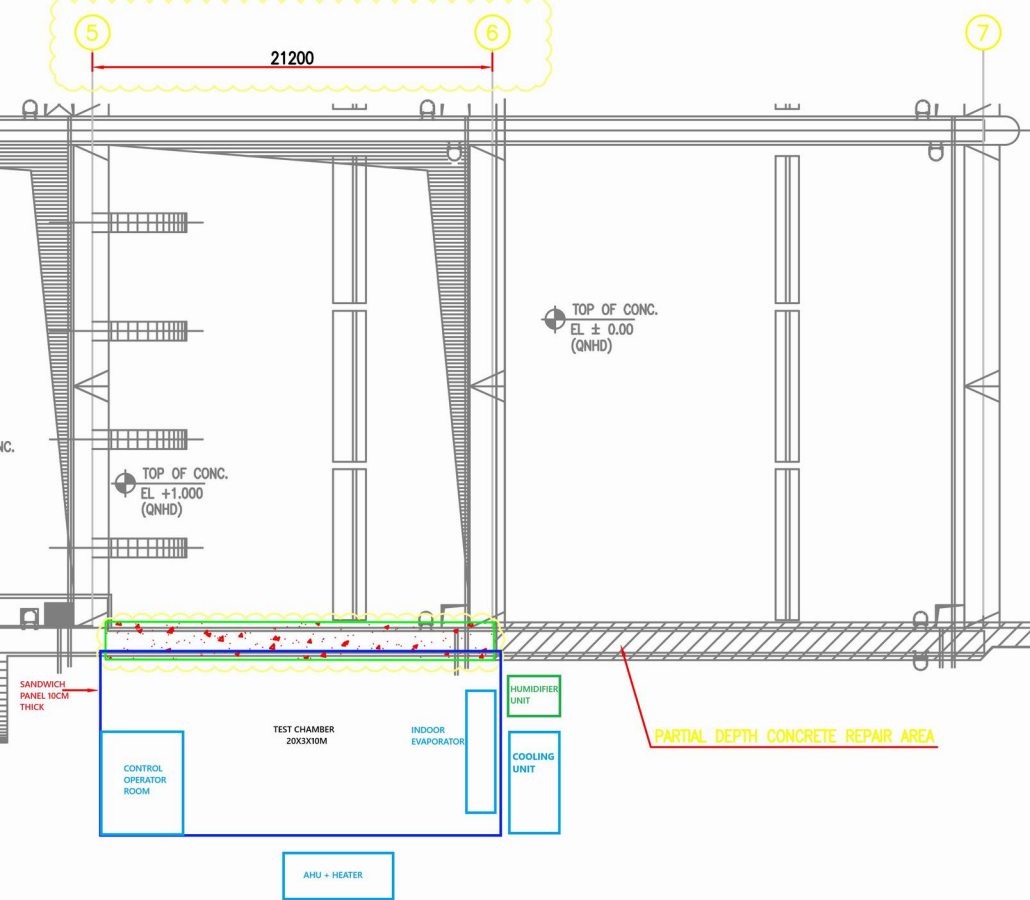 5
6
7
21200
TOP OF CONC.
EL ± 0.00
(QNHD)
NC.
TOP OF CONC.
EL +1.000
(QNHD)
SANDWICH
PANEL 10CM
THICK
TEST CHAMBER
20X3X10M
INDOOR
EVAPORATOR
HUMIDIFIER
UNIT
COOLING
UNIT
PARTIAL DEPTH CONCRETE REPAIR AREA
CONTROL
OPERATOR
ROOM
AHU + HEATER